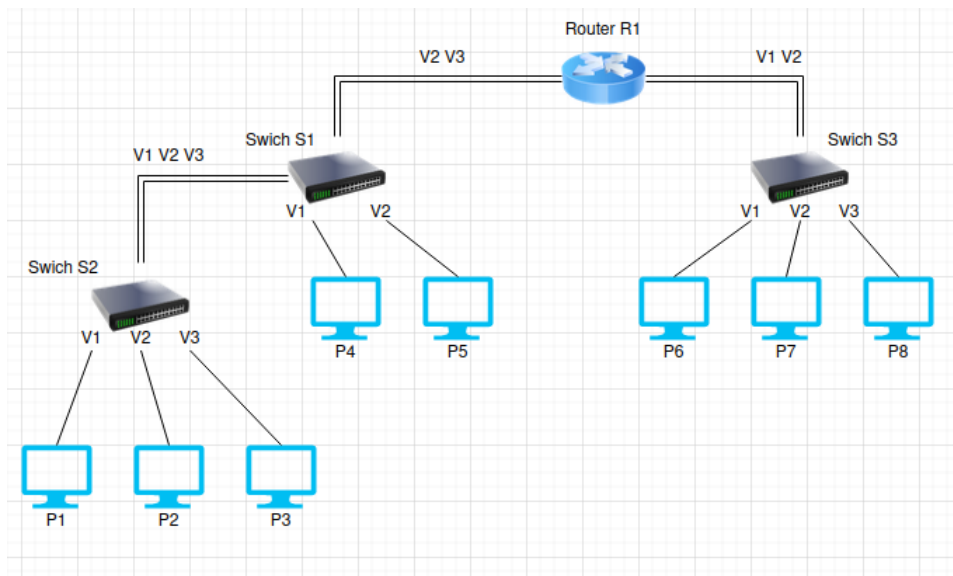 Router R1
V2 V3
V1 V2
Swich S1
Swich S3
V1 V2 V3
V1
V2
V1
V2
V3
Swich S2
P4
P5
P6
P7
P8
V1
V2
V3
P1
P2
P3